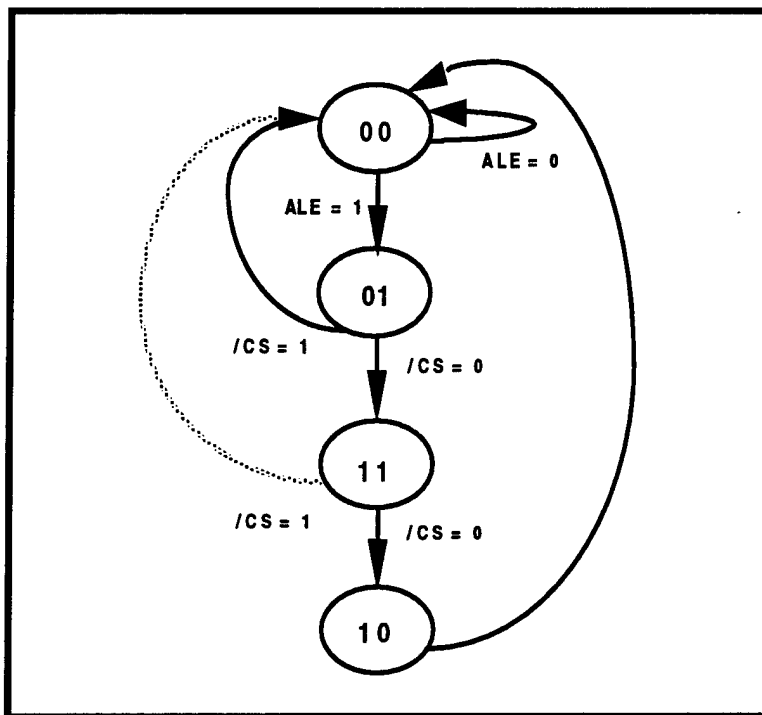 00
ALE = 0
ALE = 1
01
/CS = 1
/CS = 0
11
/CS = 1
/CS = 0
10